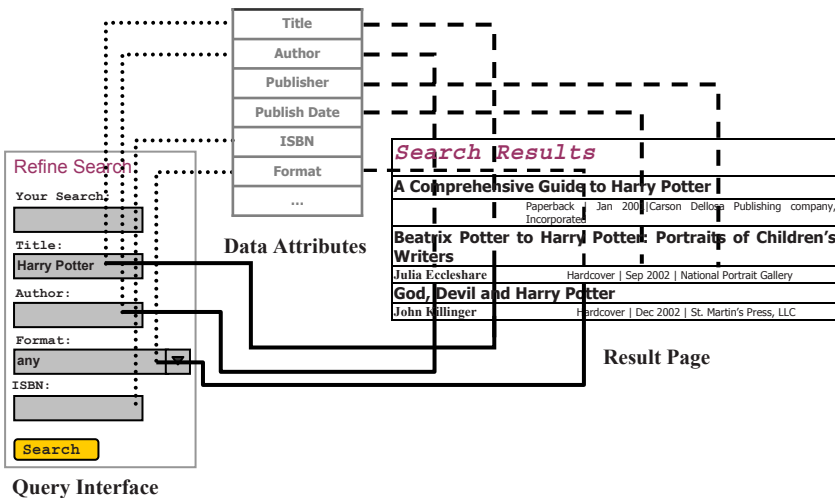 Title
Author
Publisher
Publish Date
ISBN
Format
...
Data Attributes
Refine Search
Your Search:
Title:
Harry Potter
Author:
Format:
any
ISBN:
Search
Query Interface
Search Results
A Comprehensive Guide to Harry Potter
Paperback | Jan 200 |Carson Dellosa Publishing company,
Incorporated
Beatrix Potter to Harry Potter: Portraits of Children's
Writers
Julia Eccleshare Hardcover | Sep 2002 | National Portrait Gallery
God, Devil and Harry Potter
John Killinger Hardcover | Dec 2002 | St. Martin's Press, LLC
Result Page